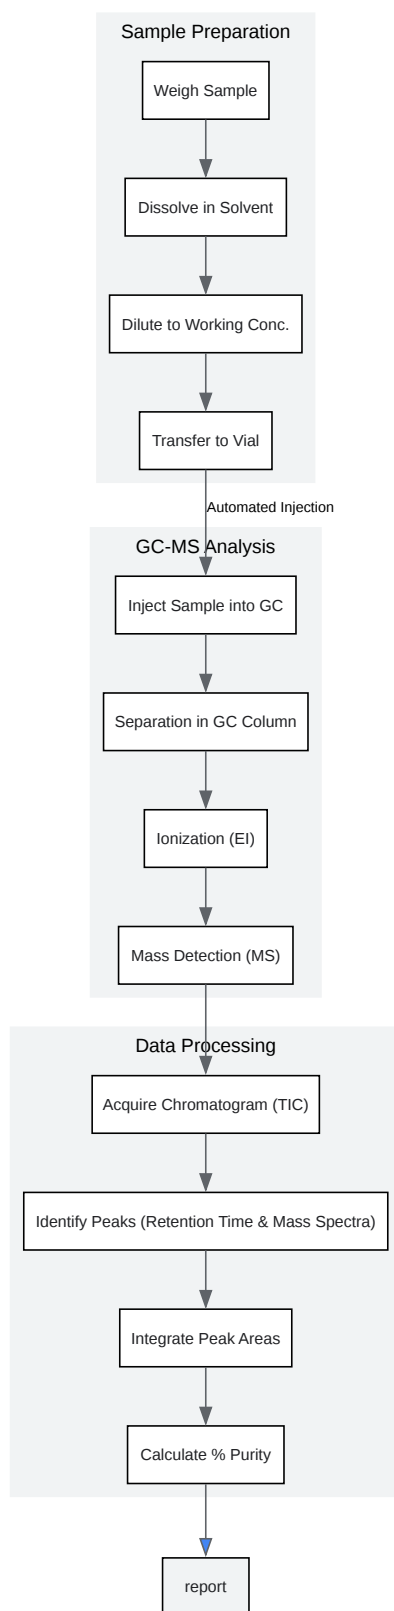 Sample Preparation
Weigh Sample
Dissolve in Solvent
Dilute to Working Conc.
Transfer to Vial
Automated Injection
GC-MS Analysis
Inject Sample into GC
Separation in GC Column
Ionization (EI)
Mass Detection (MS)
Data Processing
Acquire Chromatogram (TIC)
Identify Peaks (Retention Time & Mass Spectra)
Integrate Peak Areas
Calculate % Purity
report